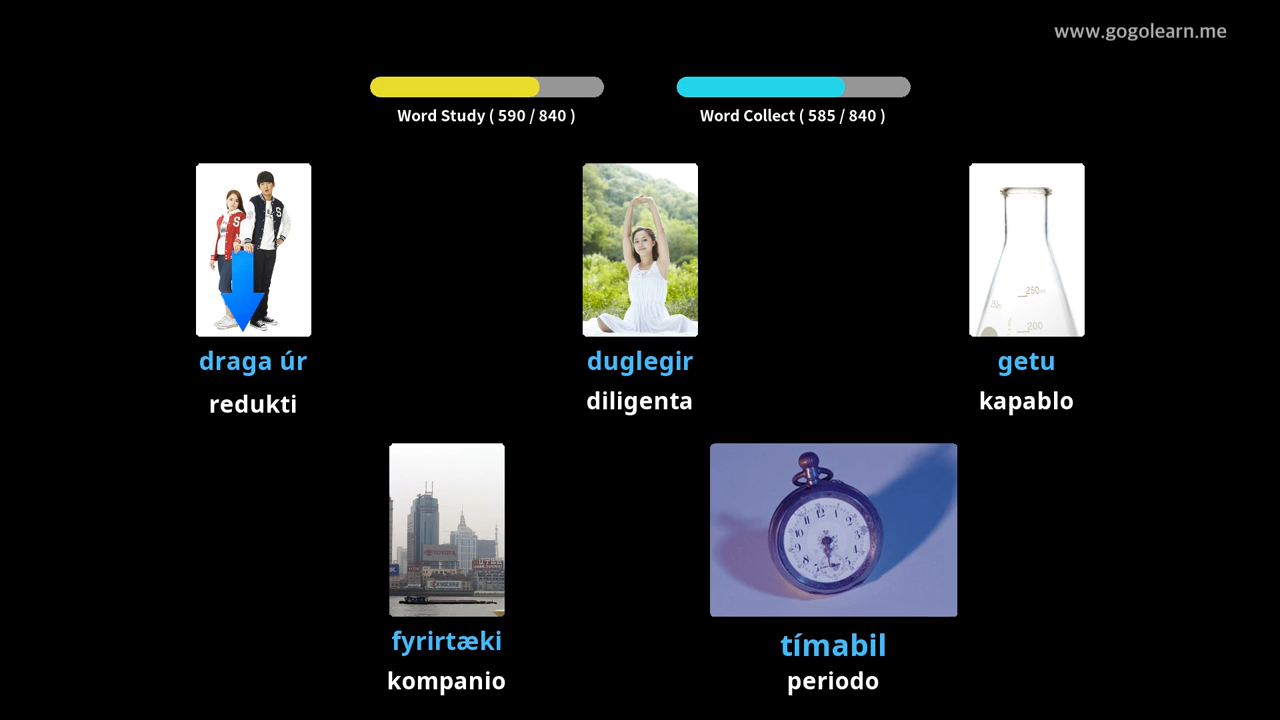 www.gogolearn.me
Word Study ( 590 / 840 )
Word Collect ( 585 / 840 )
draga úr
redukti
duglegir
diligenta
getu
kapablo
fyrirtæki
kompanio
tímabil
periodo